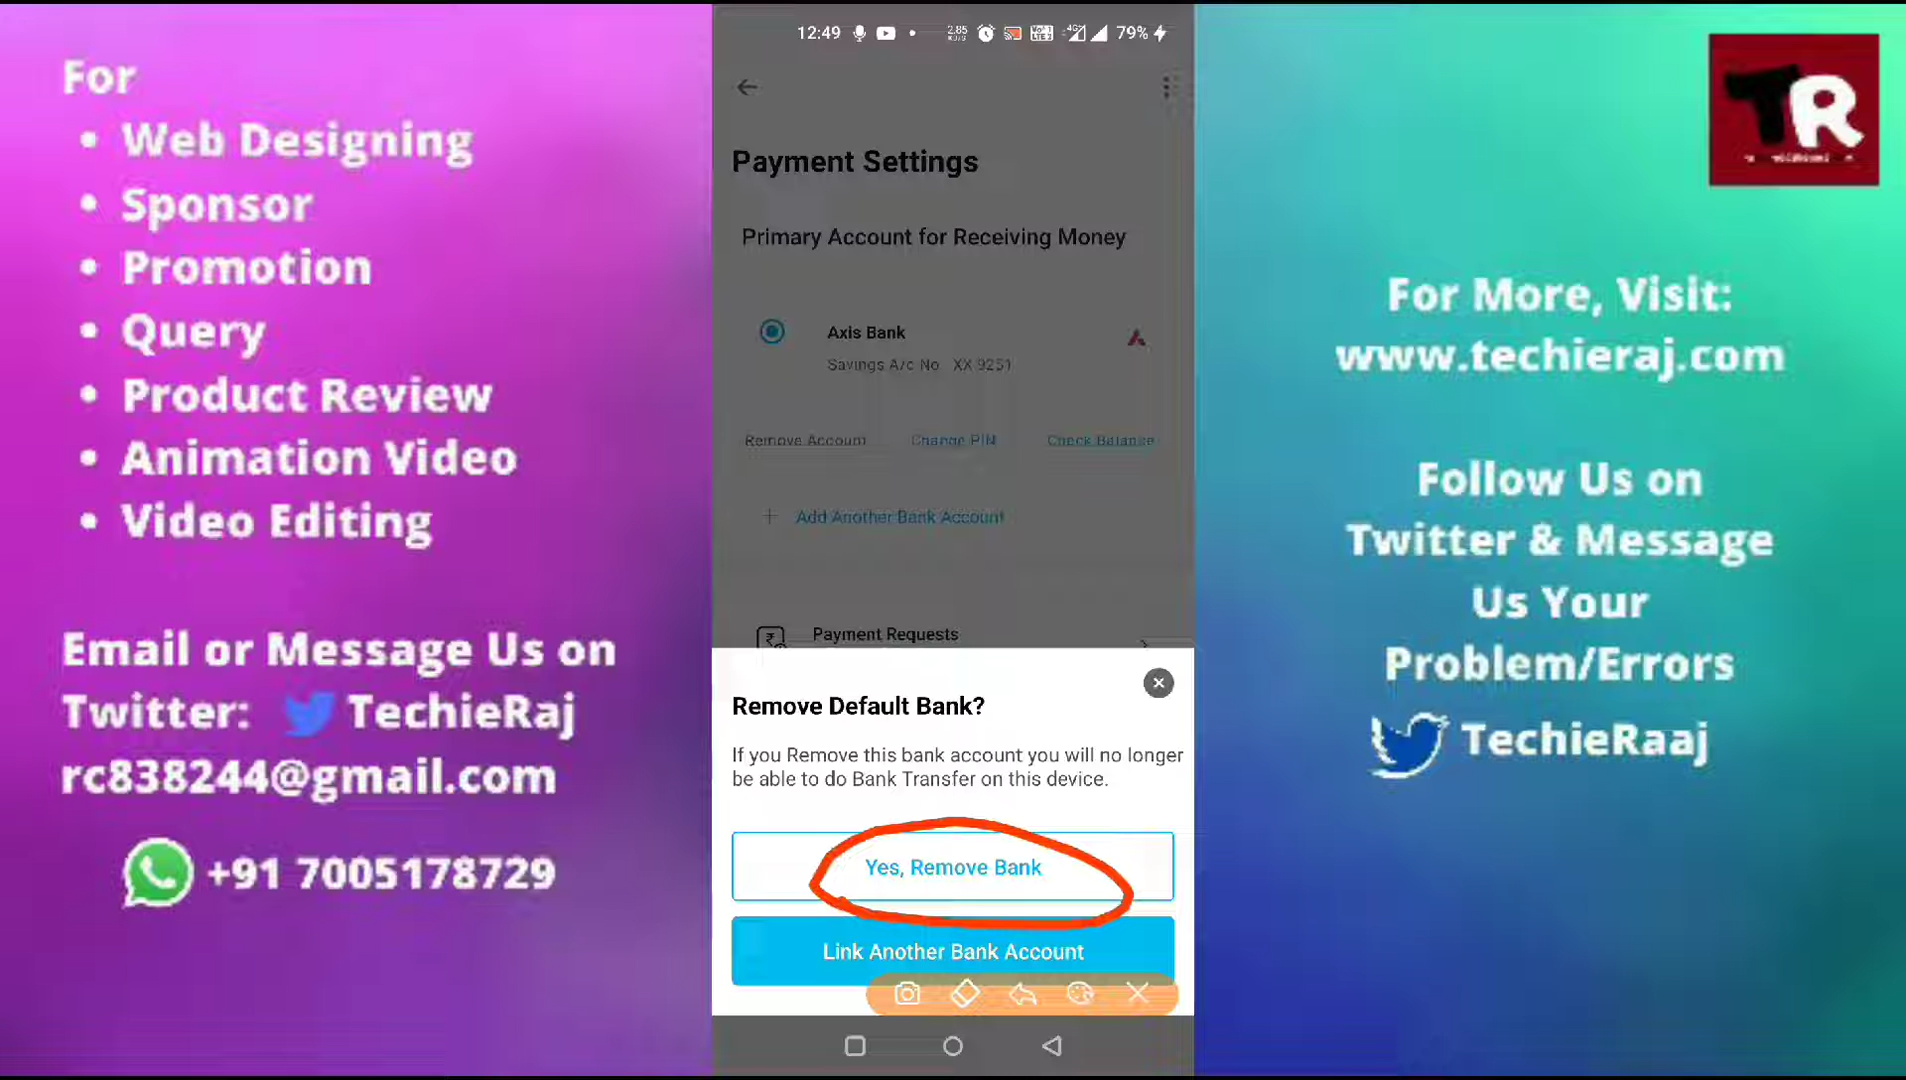 For
• Web Designing
• Sponsor
• Promotion
• Query
• Product Review
• Animation Video
• Video Editing
Email or Message Us on
Twitter: TechieRaj
rc838244@gmail.com
+91 7005178729
12:49
2.85
79%
Payment Settings
Primary Account for Receiving Money
Axis Bank
Savings A/c No XX 9251
Remove Account
Change PIN
Check Balance
+ Add Another Bank Account
Payment Requests
Remove Default Bank?
If you Remove this bank account you will no longer
be able to do Bank Transfer on this device.
Yes, Remove Bank
Link Another Bank Account
TR
For More, Visit:
www.techieraj.com
Follow Us on
Twitter & Message
Us Your
Problem/Errors
TechieRaaj